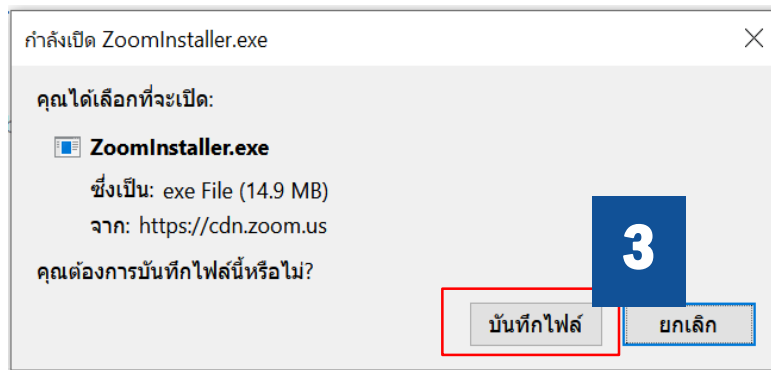 กำลังเปิด ZoomInstaller.exe
คุณได้เลือกที่จะเปิด:
ZoomInstaller.exe
ซึ่งเป็น: exe File (14.9 MB)
จาก: https://cdn.zoom.us
คุณต้องการบันทึกไฟล์นี้หรือไม่?
3
บันทึกไฟล์ ยกเลิก